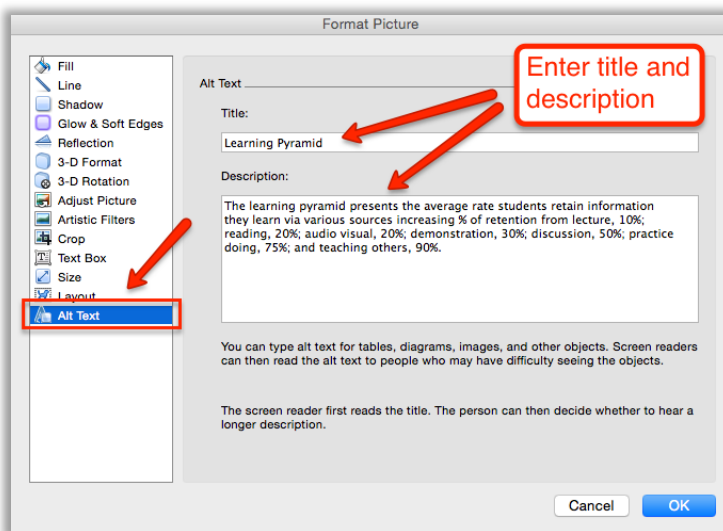 Format Picture
Fill
Line
Shadow
Glow & Soft Edges
Reflection
3-D Format
3-D Rotation
Adjust Picture
Artistic Filters
Crop
Text Box
Size
Layout
Alt Text
Alt Text
Enter title and
description
Title:
Learning Pyramid
Description:
The learning pyramid presents the average rate students retain information
they learn via various sources increasing % of retention from lecture, 10%;
reading, 20%; audio visual, 20%; demonstration, 30%; discussion, 50%; practice
doing, 75%; and teaching others, 90%.
You can type alt text for tables, diagrams, images, and other objects. Screen readers
can then read the alt text to people who may have difficulty seeing the objects.
The screen reader first reads the title. The person can then decide whether to hear a
longer description.
Cancel
OK